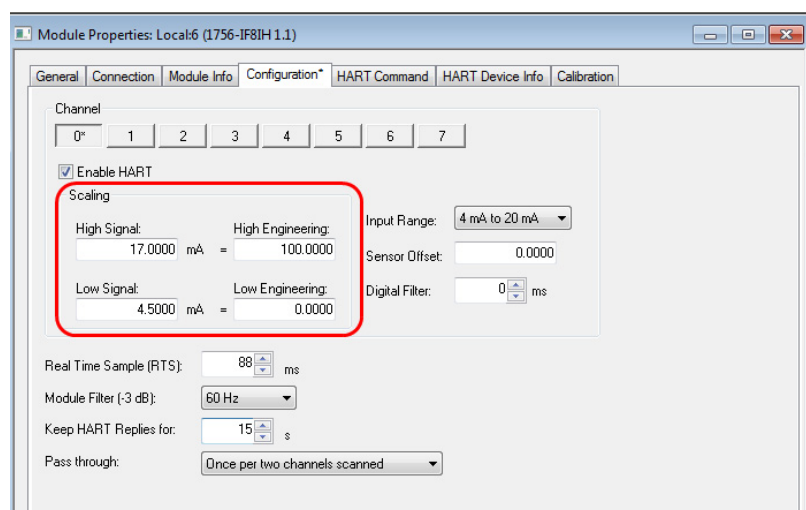 Module Properties: Local:6 (1756-IF8IH 1.1)
General Connection Module Info Configuration* HART Command HART Device Info Calibration
Channel
0* 1 2 3 4 5 6 7
Enable HART
Scaling
High Signal: High Engineering:
17.0000 mA = 100.0000
Low Signal: Low Engineering:
4.5000 mA = 0.0000
Input Range: 4 mA to 20 mA
Sensor Offset: 0.0000
Digital Filter: 0 ms
Real Time Sample (RTS): 88 ms
Module Filter (-3 dB): 60 Hz
Keep HART Replies for: 15 s
Pass through: Once per two channels scanned